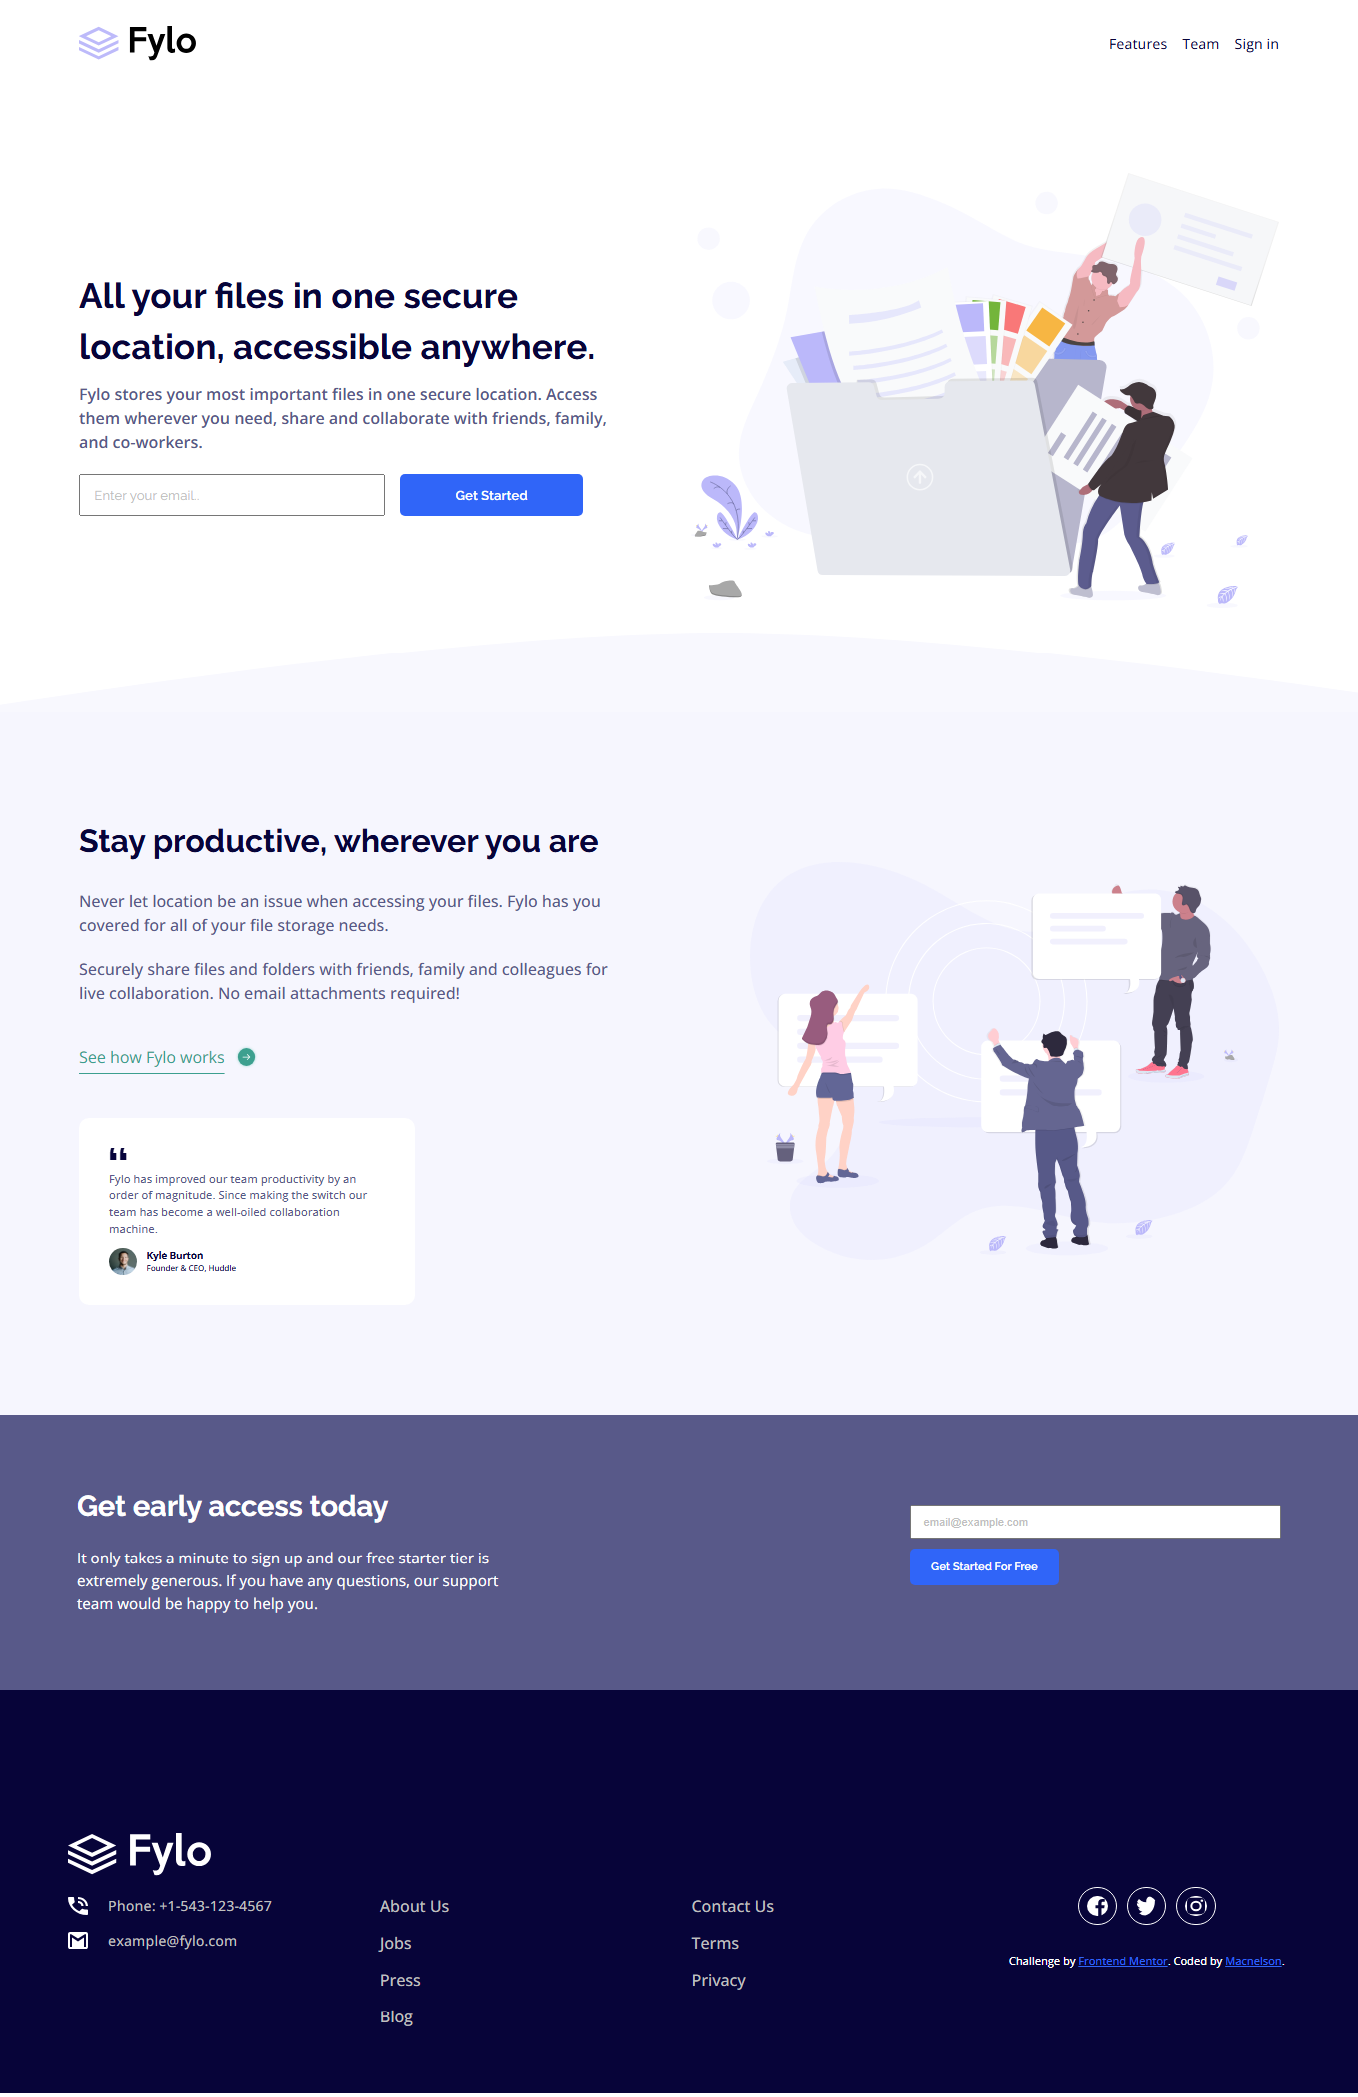 Fylo
Features Team Sign in
All your files in one secure
location, accessible anywhere.
Fylo stores your most important files in one secure location. Access
them wherever you need, share and collaborate with friends, family,
and co-workers.
Enter your email..
Get Started
Stay productive, wherever you are
Never let location be an issue when accessing your files. Fylo has you
covered for all of your file storage needs.
Securely share files and folders with friends, family and colleagues for
live collaboration. No email attachments required!
See how Fylo works
“
Fylo has improved our team productivity by an
order of magnitude. Since making the switch our
team has become a well-oiled collaboration
machine.
Kyle Burton
Founder & CEO, Huddle
Get early access today
It only takes a minute to sign up and our free starter tier is
extremely generous. If you have any questions, our support
team would be happy to help you.
email@example.com
Get Started For Free
Fylo
Phone: +1-543-123-4567
example@fylo.com
About Us
Jobs
Press
Blog
Contact Us
Terms
Privacy
Challenge by Frontend Mentor. Coded by Macnelson.